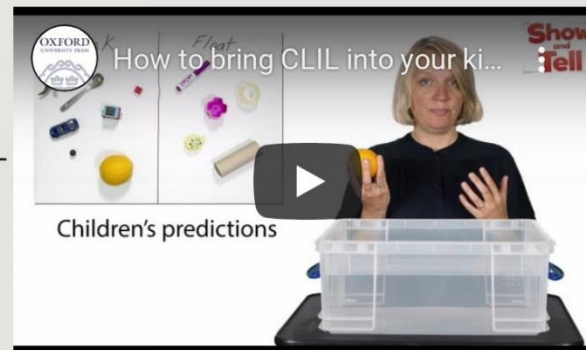 OXFORD
UNIVERSITY PRESS
How to bring CLIL into your ki...
Show
Tell
Float
Children's predictions